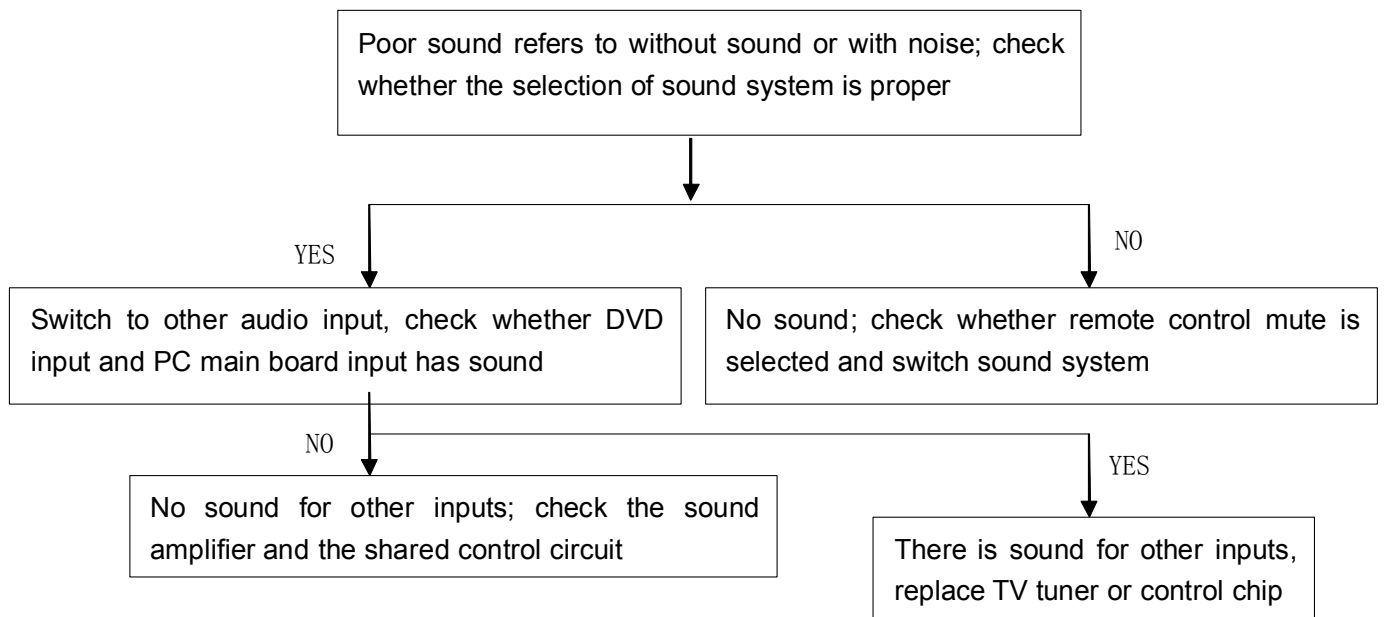 Poor sound refers to without sound or with noise; check
whether the selection of sound system is proper
YES
NO
Switch to other audio input, check whether DVD
input and PC main board input has sound
No sound; check whether remote control mute is
selected and switch sound system
NO
YES
No sound for other inputs; check the sound
amplifier and the shared control circuit
There is sound for other inputs,
replace TV tuner or control chip